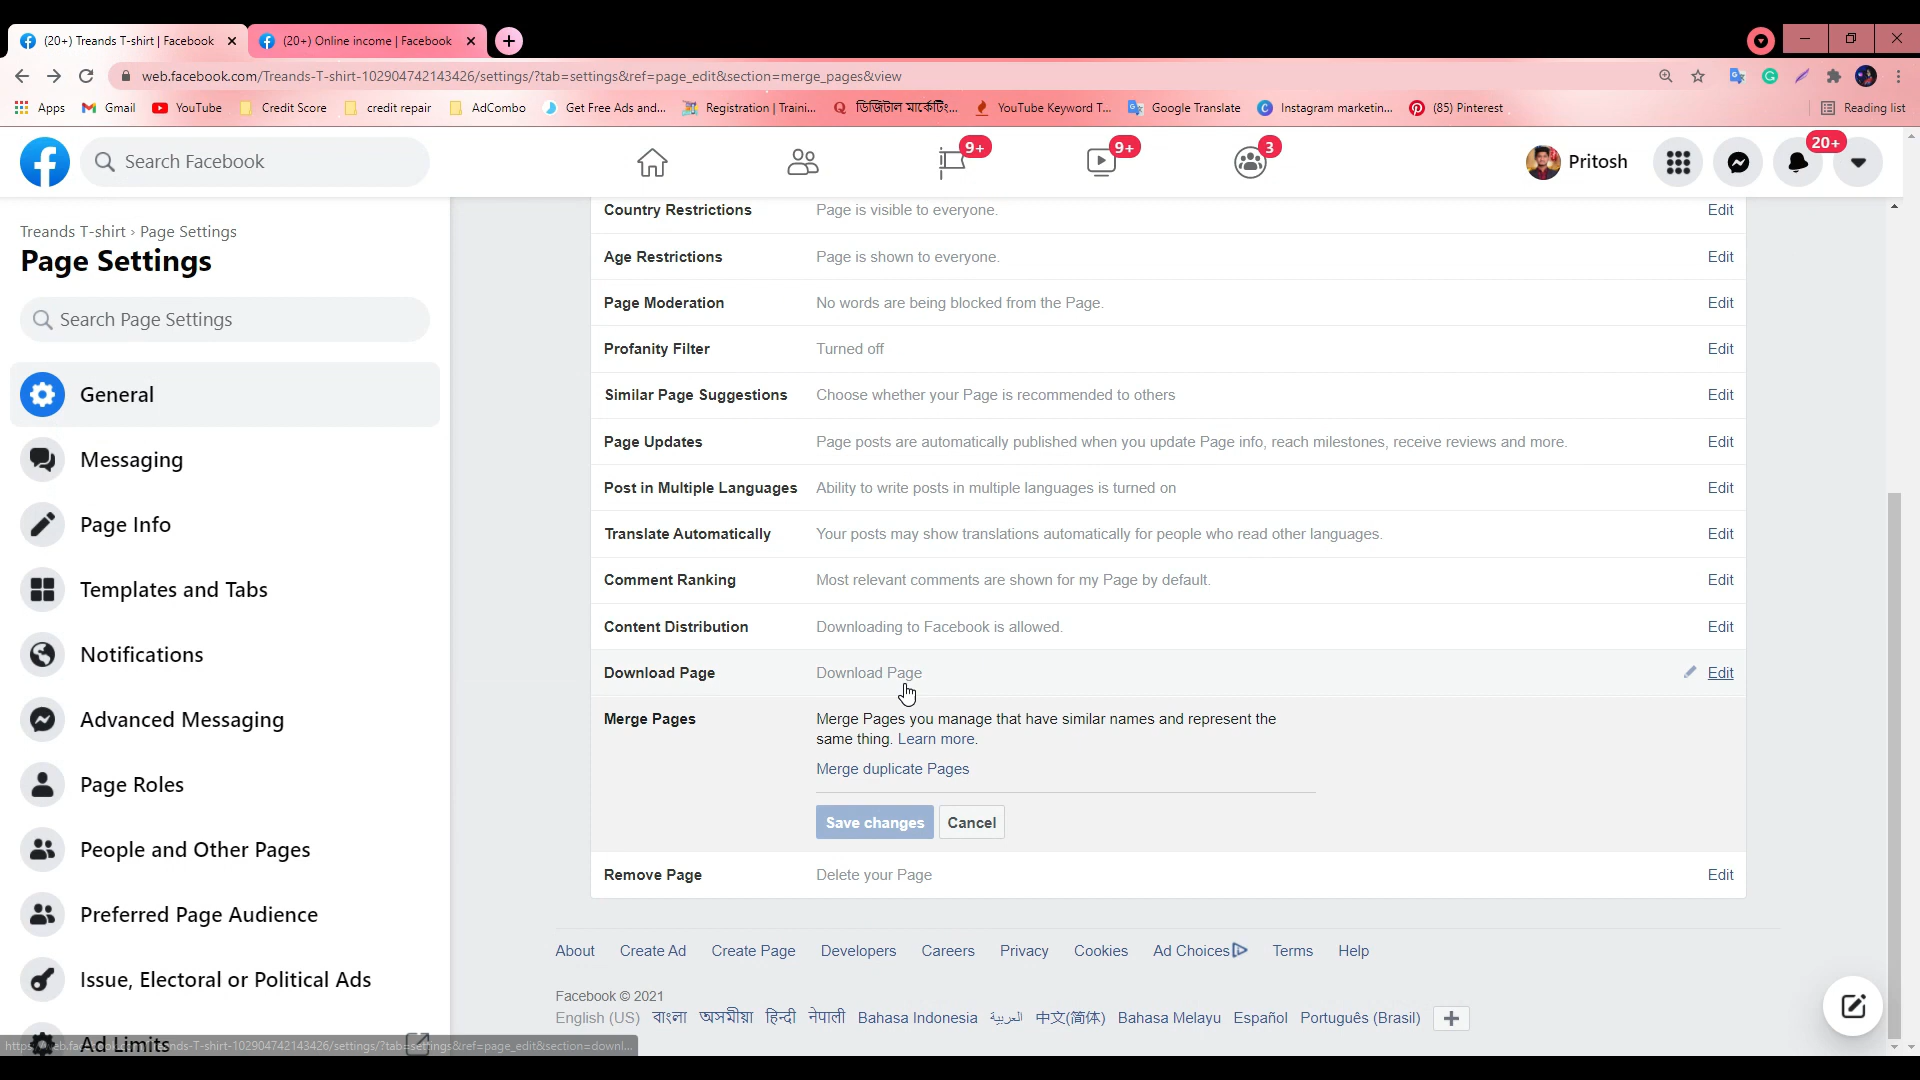 (20+) Treands T-shirt | Facebook
(20+) Online income | Facebook
web.facebook.com/Treands-T-shirt-102904742143426/settings/?tab=settings&ref=page_edit&section=merge_pages&view
Apps Gmail YouTube Credit Score credit repair AdCombo Get Free Ads and... Registration | Traini... ডিজিটাল মার্কেটিং... YouTube Keyword T... Google Translate Instagram marketin... (85) Pinterest Reading list
Search Facebook 9+ 9+ 3 Pritosh 20+
Treands T-shirt › Page Settings
Page Settings
Search Page Settings
General
Messaging
Page Info
Templates and Tabs
Notifications
Advanced Messaging
Page Roles
People and Other Pages
Preferred Page Audience
Issue, Electoral or Political Ads
Ad Limits
Country Restrictions Page is visible to everyone. Edit
Age Restrictions Page is shown to everyone. Edit
Page Moderation No words are being blocked from the Page. Edit
Profanity Filter Turned off Edit
Similar Page Suggestions Choose whether your Page is recommended to others Edit
Page Updates Page posts are automatically published when you update Page info, reach milestones, receive reviews and more. Edit
Post in Multiple Languages Ability to write posts in multiple languages is turned on Edit
Translate Automatically Your posts may show translations automatically for people who read other languages. Edit
Comment Ranking Most relevant comments are shown for my Page by default. Edit
Content Distribution Downloading to Facebook is allowed. Edit
Download Page Download Page Edit
Merge Pages Merge Pages you manage that have similar names and represent the
same thing. Learn more.
Merge duplicate Pages
Save changes Cancel
Remove Page Delete your Page Edit
About Create Ad Create Page Developers Careers Privacy Cookies Ad Choices Terms Help
Facebook © 2021
English (US) বাংলা অসমীয়া हिन्दी नेपाली Bahasa Indonesia العربية 中文(简体) Bahasa Melayu Español Português (Brasil)